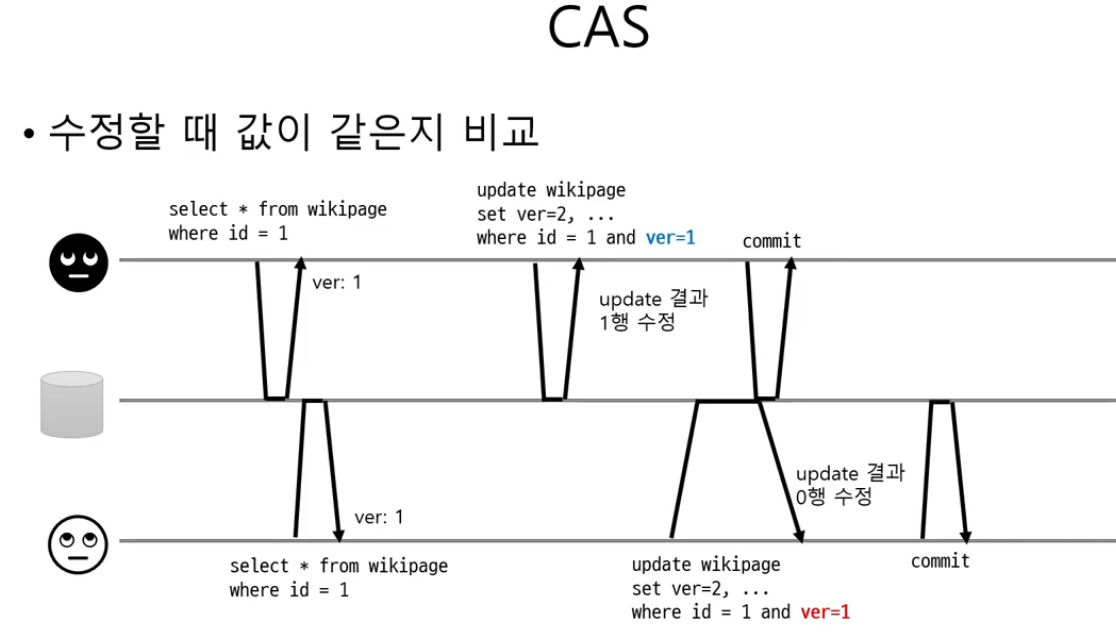 CAS
• 수정할 때 값이 같은지 비교
select * from wikipage
where id = 1
update wikipage
set ver=2, ...
where id = 1 and ver=1
commit
ver: 1
update 결과
1행 수정
update 결과
0행 수정
ver: 1
select * from wikipage
where id = 1
update wikipage
set ver=2, ...
where id = 1 and ver=1
commit